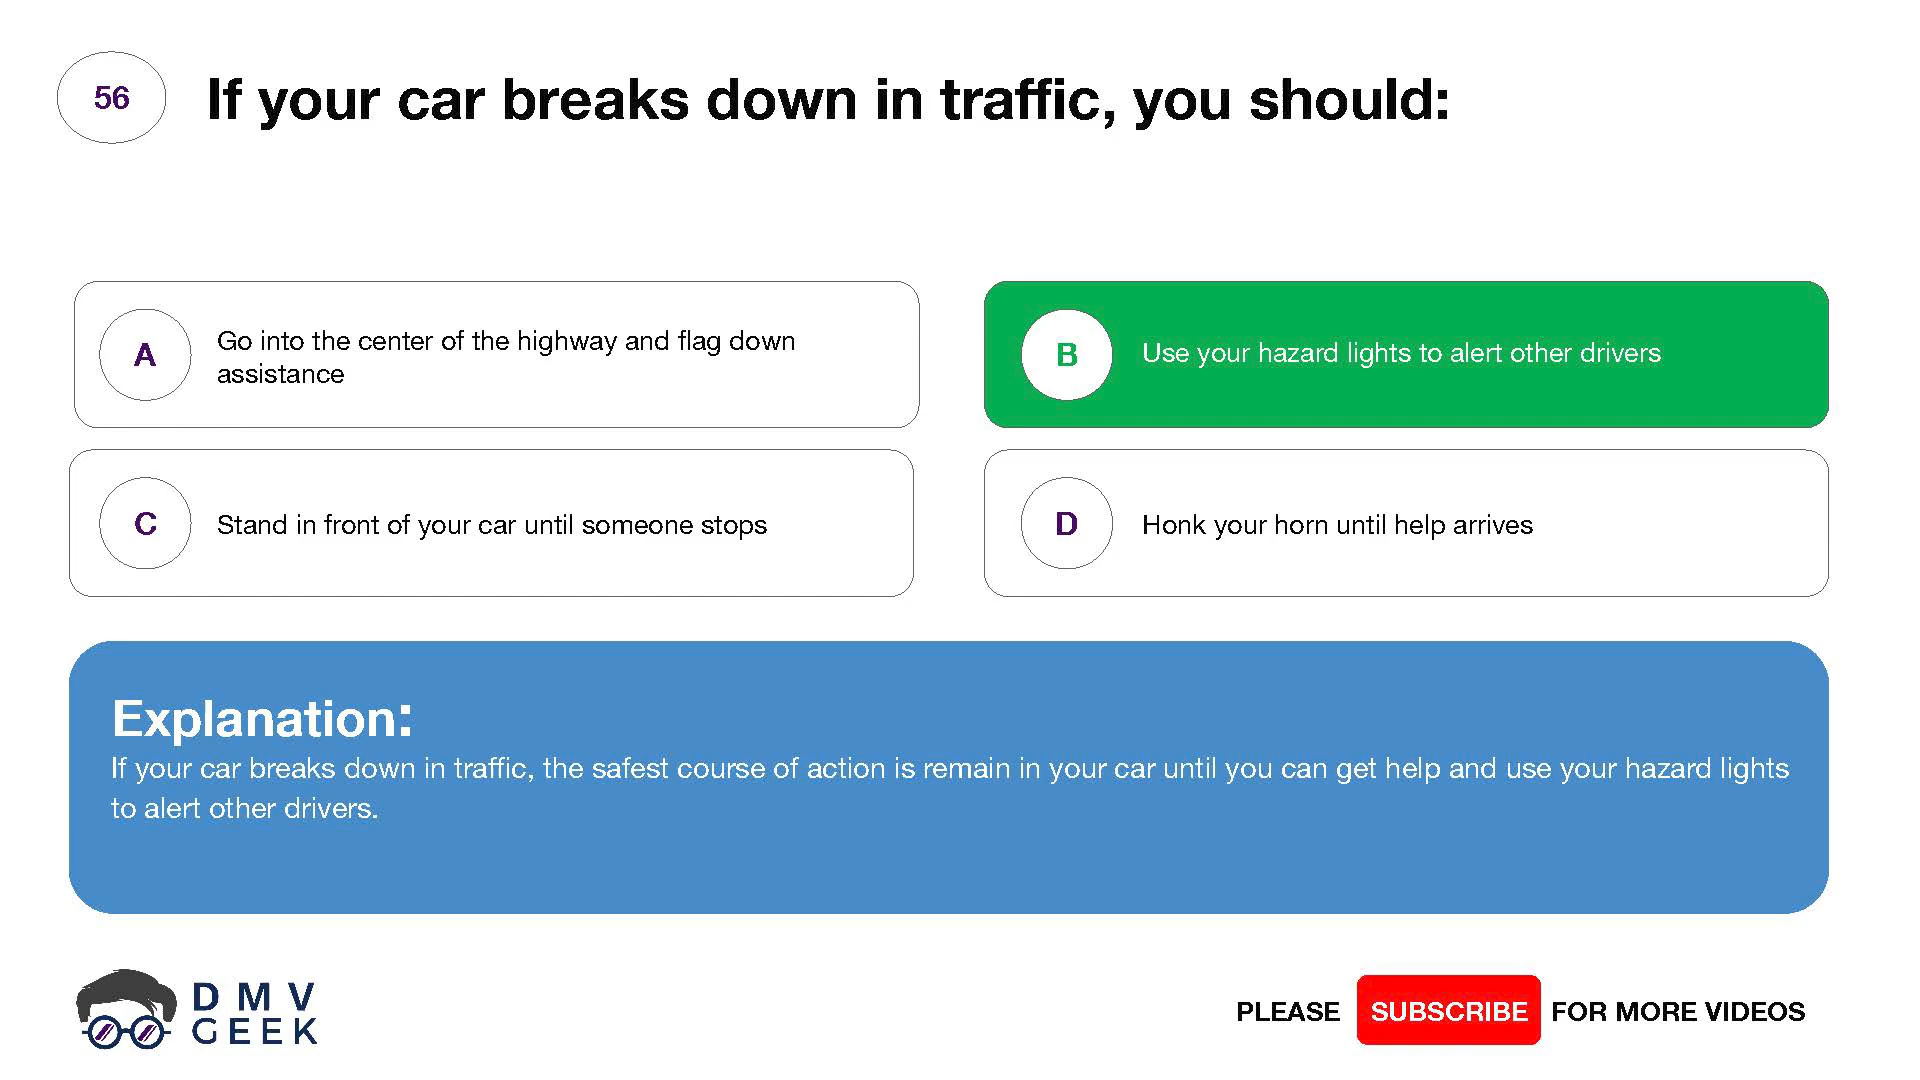 56
If your car breaks down in traffic, you should:
A
Go into the center of the highway and flag down
assistance
B
Use your hazard lights to alert other drivers
C
Stand in front of your car until someone stops
D
Honk your horn until help arrives
Explanation:
If your car breaks down in traffic, the safest course of action is remain in your car until you can get help and use your hazard lights
to alert other drivers.
DMV
GEEK
PLEASE SUBSCRIBE FOR MORE VIDEOS